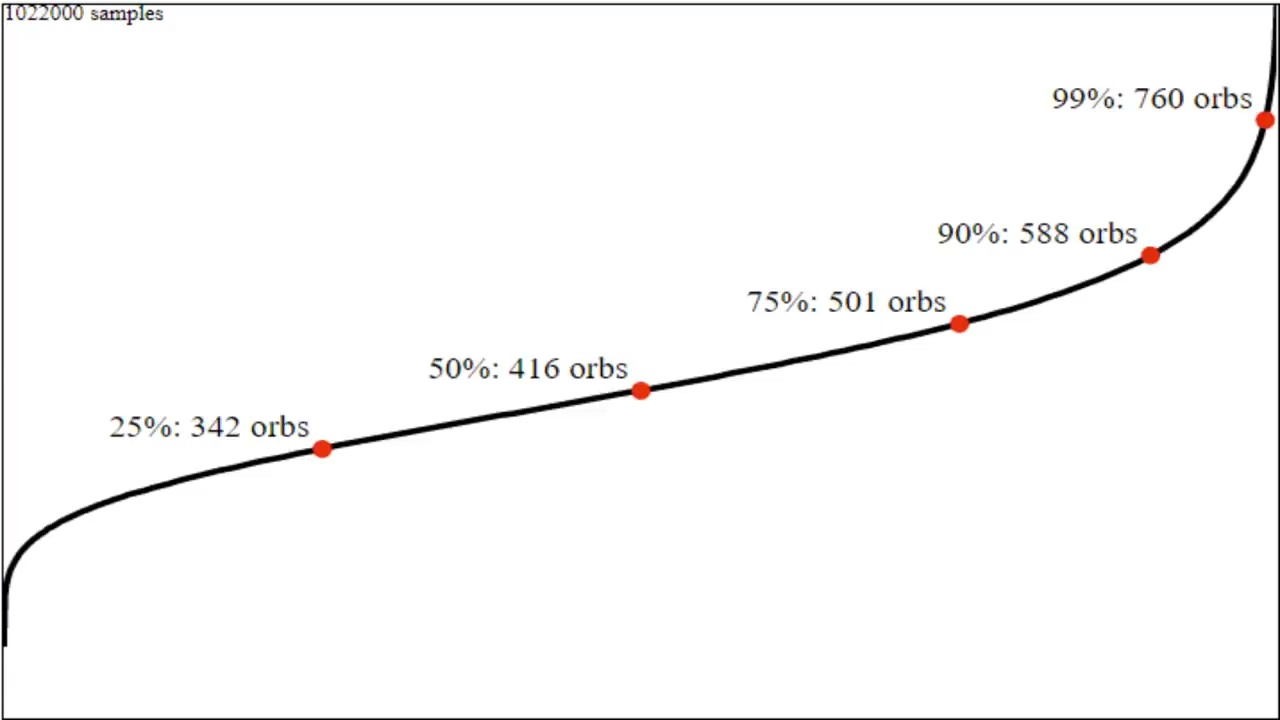 1022000 samples
99%: 760 orbs
90%: 588 orbs
75%: 501 orbs
50%: 416 orbs
25%: 342 orbs